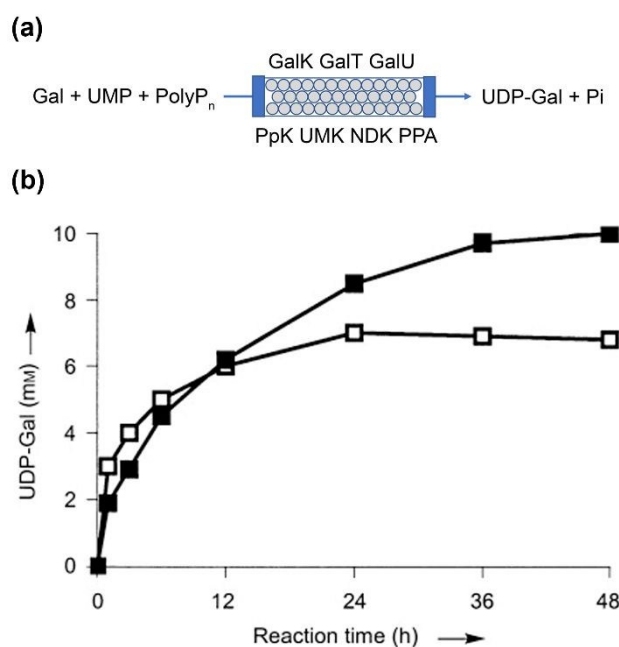 (a)
GalK GalT GalU
Gal + UMP + PolyPn
UDP-Gal + Pi
PpK UMK NDK PPA
(b)
10
8
6
4
2
0
UDP-Gal (mM)
0 12 24 36 48
Reaction time (h)